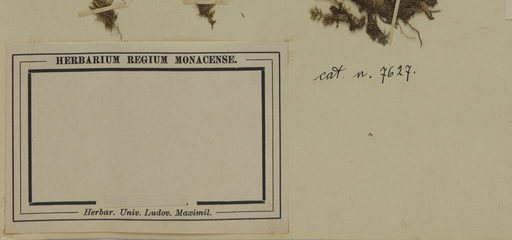 HERBARIUM REGIUM MONACENSE.
cat. n. 7627.
Herbar. Univ. Ludov. Maximil.